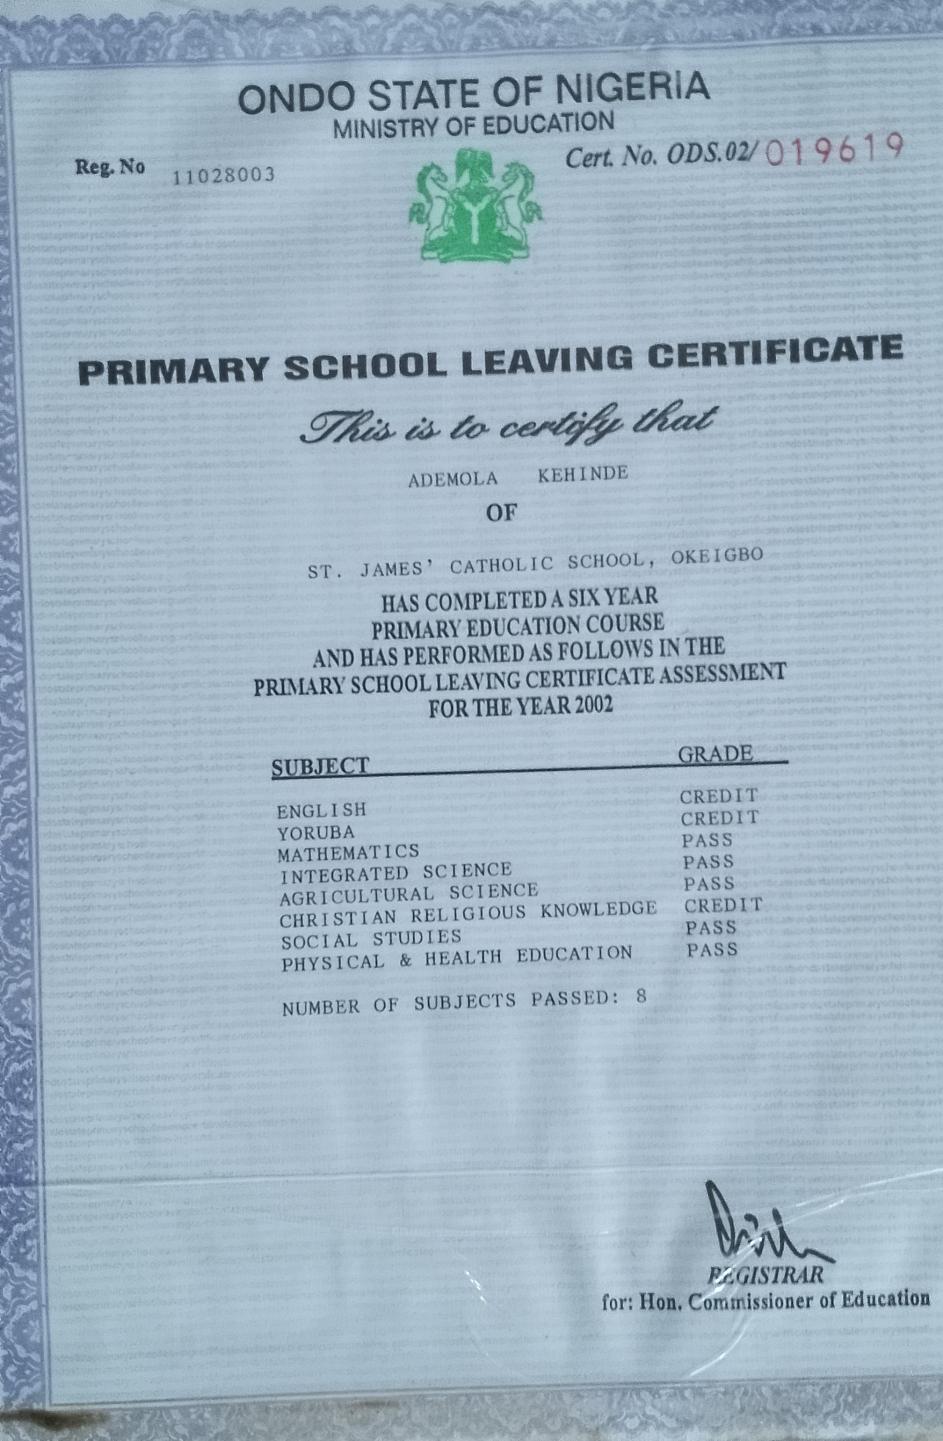 ONDO STATE OF NIGERIA
MINISTRY OF EDUCATION
Reg. No 11028003
Cert. No. ODS.02/ 019619
PRIMARY SCHOOL LEAVING CERTIFICATE
This is to certify that
ADEMOLA KEHINDE
OF
ST. JAMES' CATHOLIC SCHOOL, OKEIGBO
HAS COMPLETED A SIX YEAR
PRIMARY EDUCATION COURSE
AND HAS PERFORMED AS FOLLOWS IN THE
PRIMARY SCHOOL LEAVING CERTIFICATE ASSESSMENT
FOR THE YEAR 2002
SUBJECT GRADE
ENGLISH CREDIT
YORUBA CREDIT
MATHEMATICS PASS
INTEGRATED SCIENCE PASS
AGRICULTURAL SCIENCE PASS
CHRISTIAN RELIGIOUS KNOWLEDGE CREDIT
SOCIAL STUDIES PASS
PHYSICAL & HEALTH EDUCATION PASS
NUMBER OF SUBJECTS PASSED: 8
REGISTRAR
for: Hon. Commissioner of Education